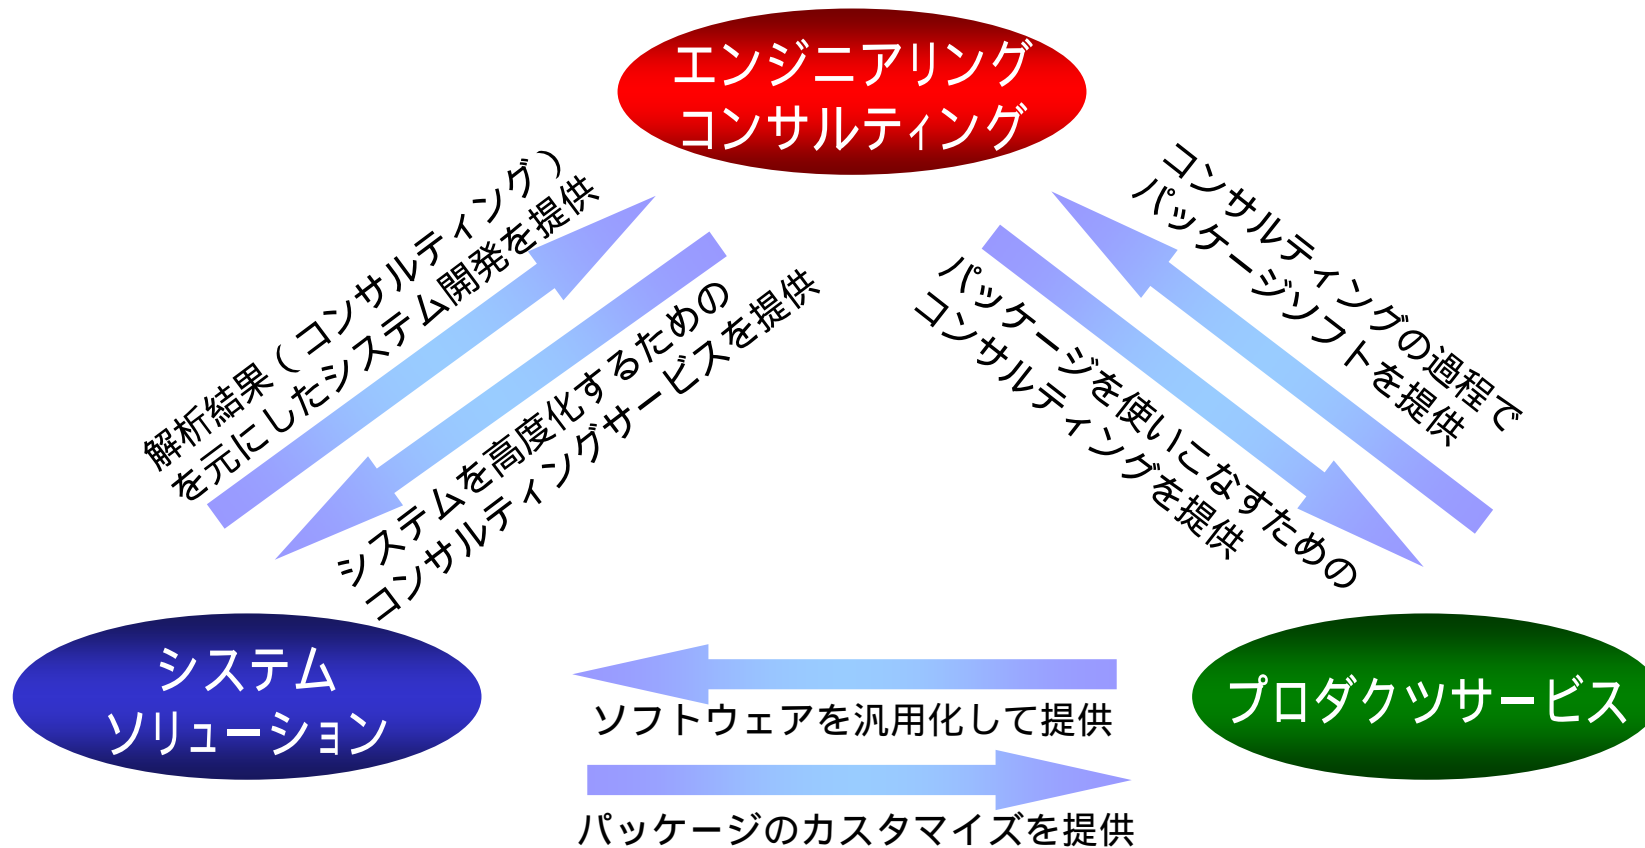 エンジニアリング
コンサルティング
解析結果(コンサルティング)
を元にしたシステム開発を提供
システムを高度化するための
コンサルティングサービスを提供
コンサルティングの過程で
パッケージソフトを提供
パッケージを使いこなすための
コンサルティングを提供
システム
ソリューション
プロダクツサービス
ソフトウェアを汎用化して提供
パッケージのカスタマイズを提供